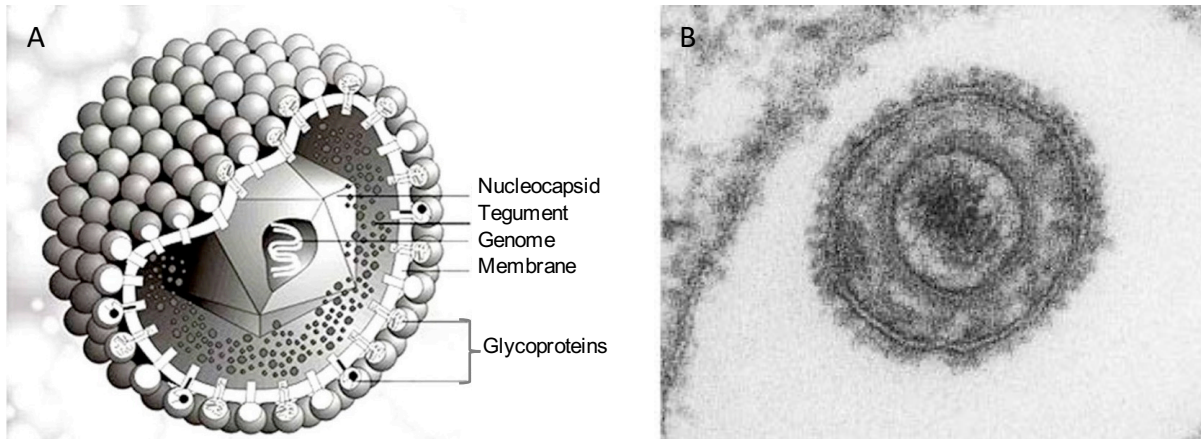 A
B
Nucleocapsid
Tegument
Genome
Membrane
Glycoproteins